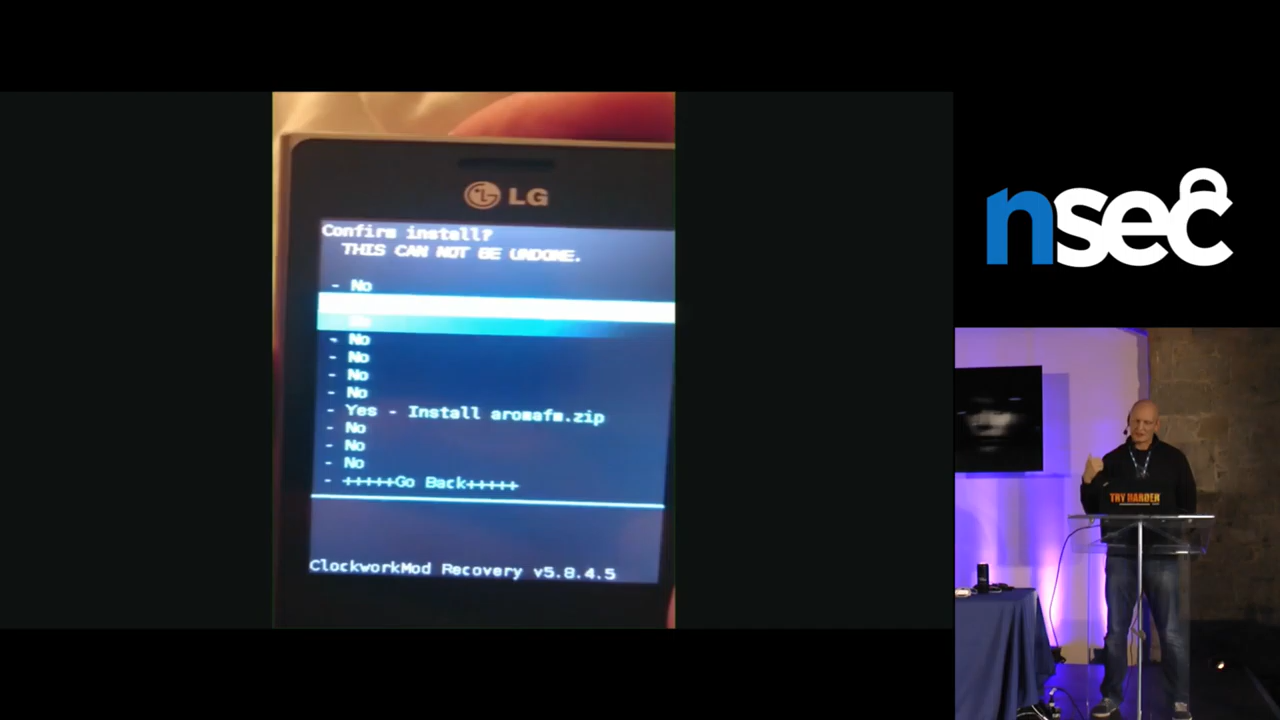 LG
Confirm install?
THIS CAN NOT BE UNDONE.
- No
No
- No
- No
- No
- No
- Yes - Install aromafm.zip
- No
- No
- No
- +++++Go Back+++++
ClockworkMod Recovery v5.8.4.5
nsec
TRY HARDER